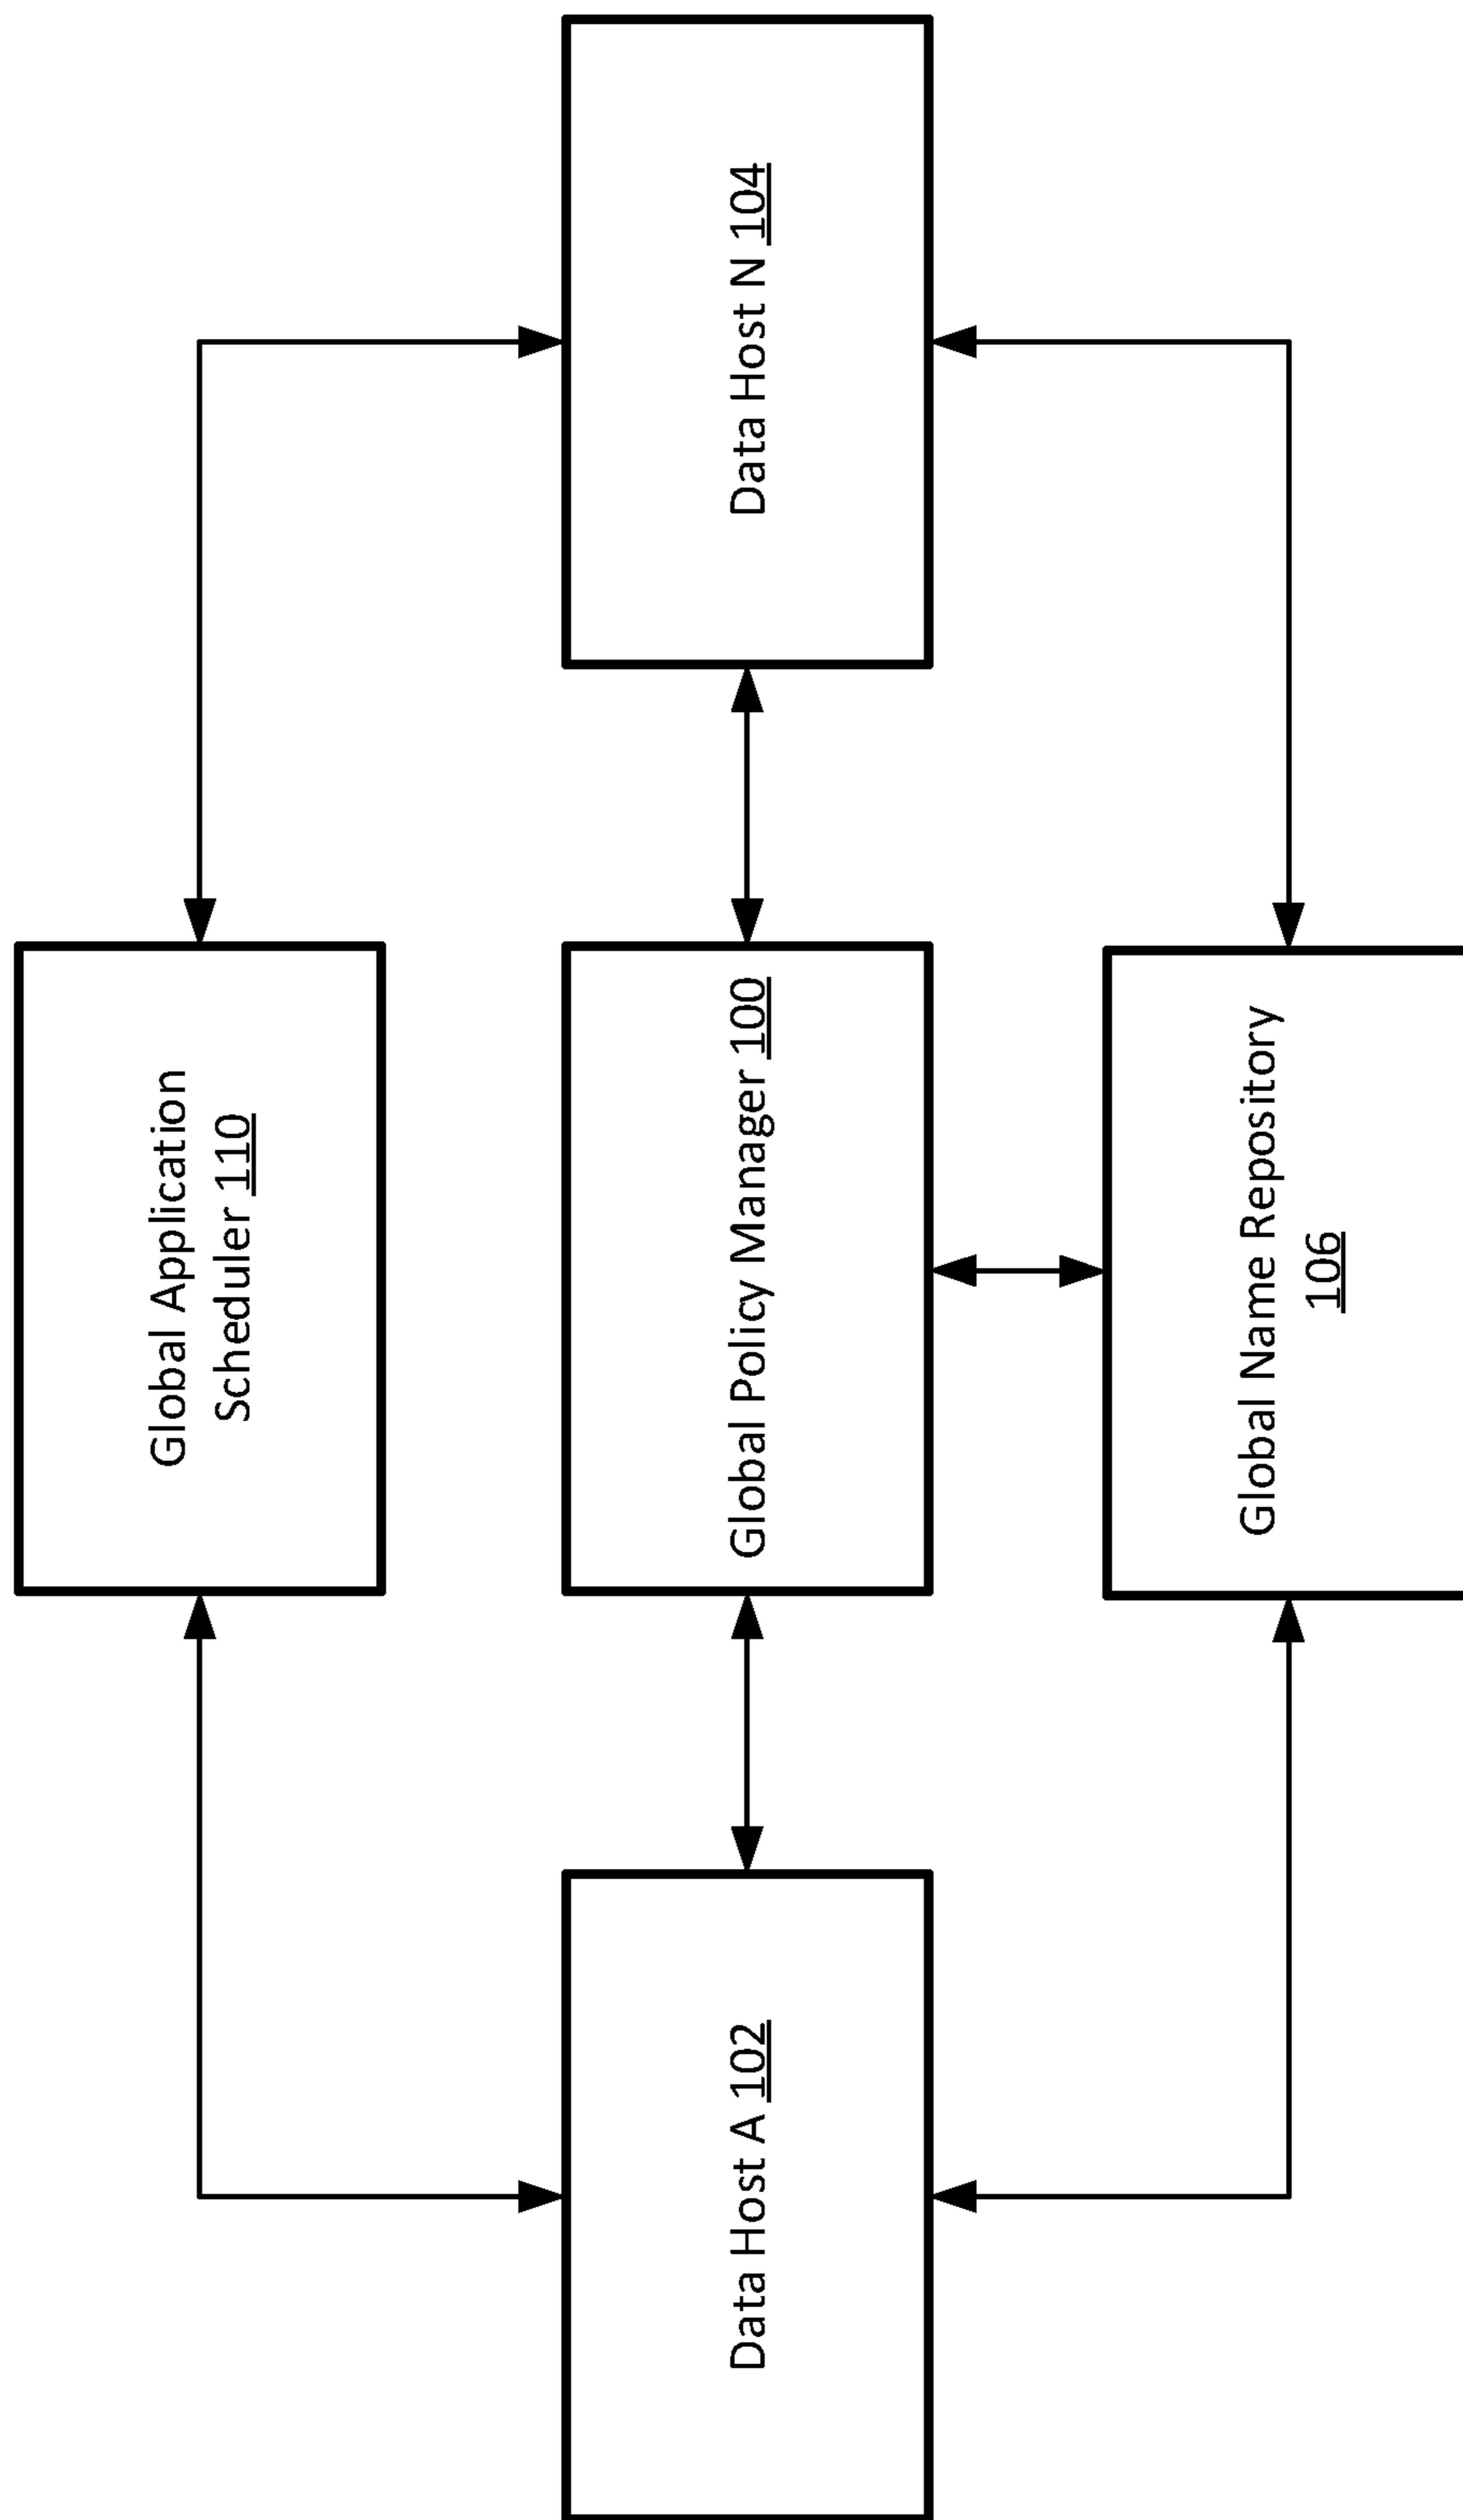 Global Application
Scheduler 110
Data Host A 102
Global Policy Manager 100
Data Host N 104
Global Name Repository
106